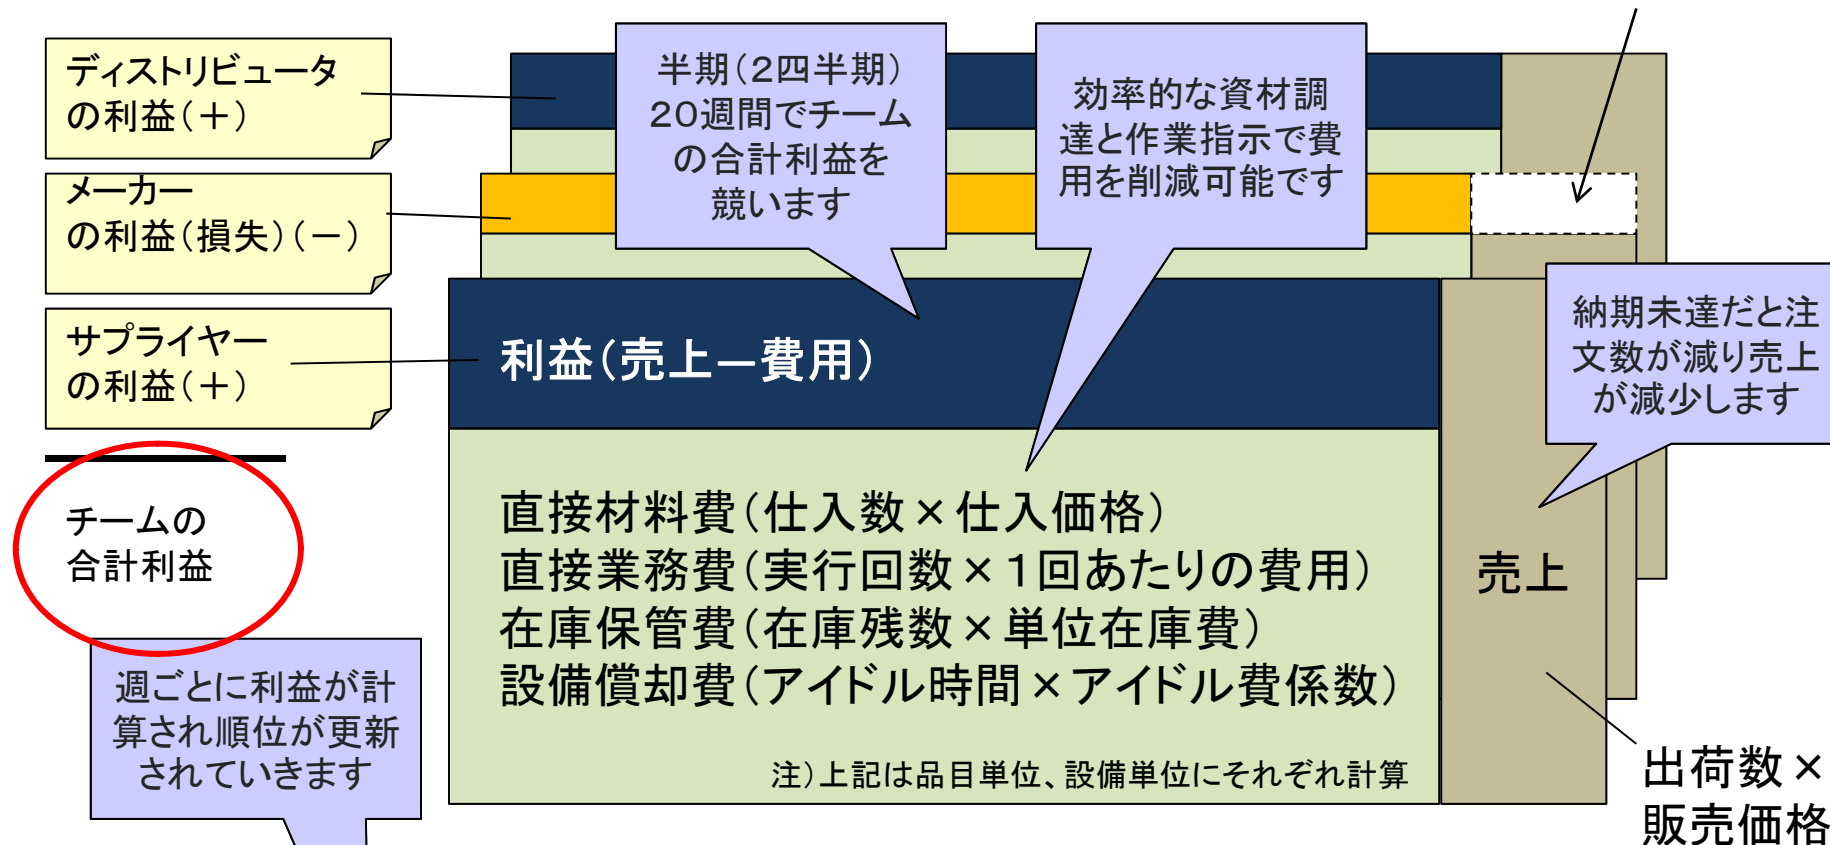 ディストリビュータ
の利益(+)
メーカー
の利益(損失)(-)
サプライヤー
の利益(+)
チームの
合計利益
週ごとに利益が計
算され順位が更新
されていきます
半期(2四半期)
20週間でチーム
の合計利益を
競います
効率的な資材調
達と作業指示で費
用を削減可能です
納期未達だと注
文数が減り売上
が減少します
利益(売上―費用)
直接材料費(仕入数×仕入価格)
直接業務費(実行回数×1回あたりの費用)
在庫保管費(在庫残数×単位在庫費)
設備償却費(アイドル時間×アイドル費係数)
注)上記は品目単位、設備単位にそれぞれ計算
売上
出荷数×
販売価格